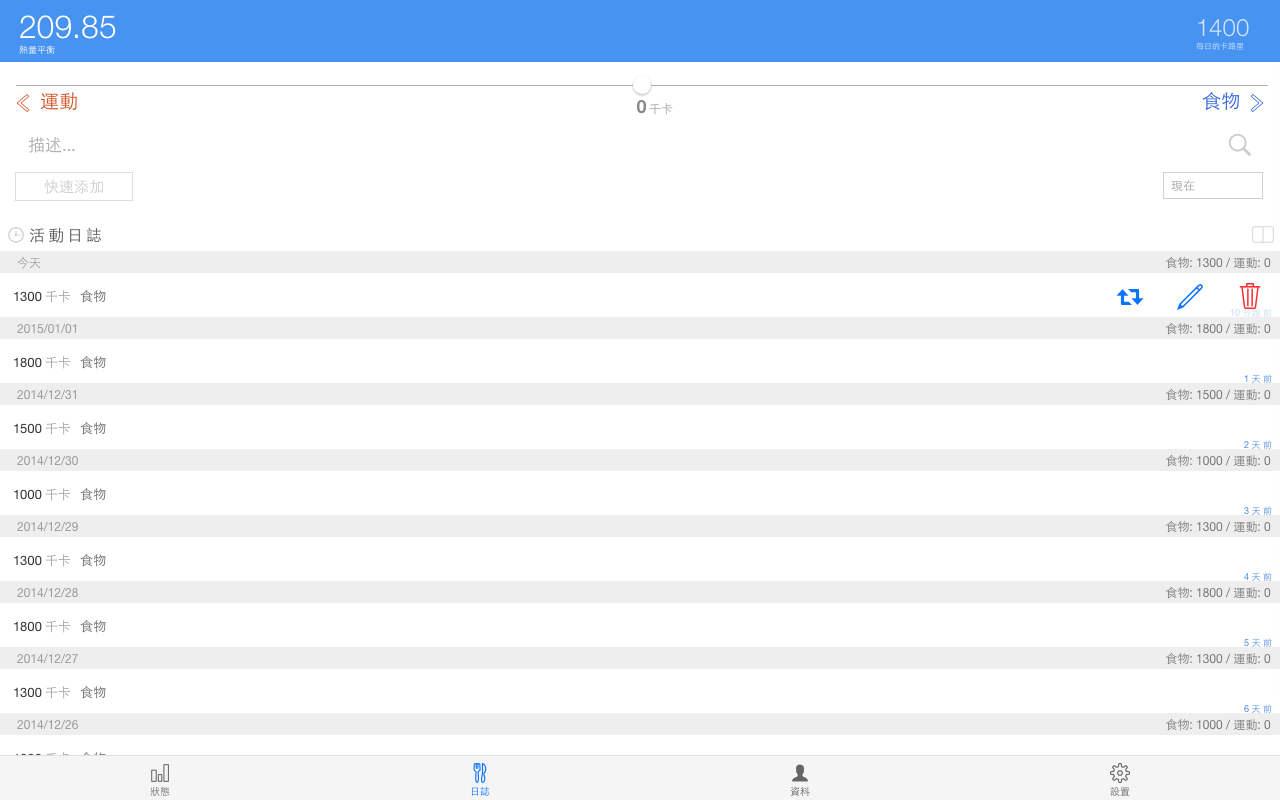 209.85
熱量平衡
1400
每日的卡路里
運動
0 千卡
食物
描述...
快速添加
現在
活動日誌
今天
食物: 1300 / 運動: 0
1300 千卡 食物
10 分鐘 前
2015/01/01
食物: 1800 / 運動: 0
1800 千卡 食物
1 天 前
2014/12/31
食物: 1500 / 運動: 0
1500 千卡 食物
2 天 前
2014/12/30
食物: 1000 / 運動: 0
1000 千卡 食物
3 天 前
2014/12/29
食物: 1300 / 運動: 0
1300 千卡 食物
4 天 前
2014/12/28
食物: 1800 / 運動: 0
1800 千卡 食物
5 天 前
2014/12/27
食物: 1300 / 運動: 0
1300 千卡 食物
6 天 前
2014/12/26
食物: 1000 / 運動: 0
狀態
日誌
資料
設置